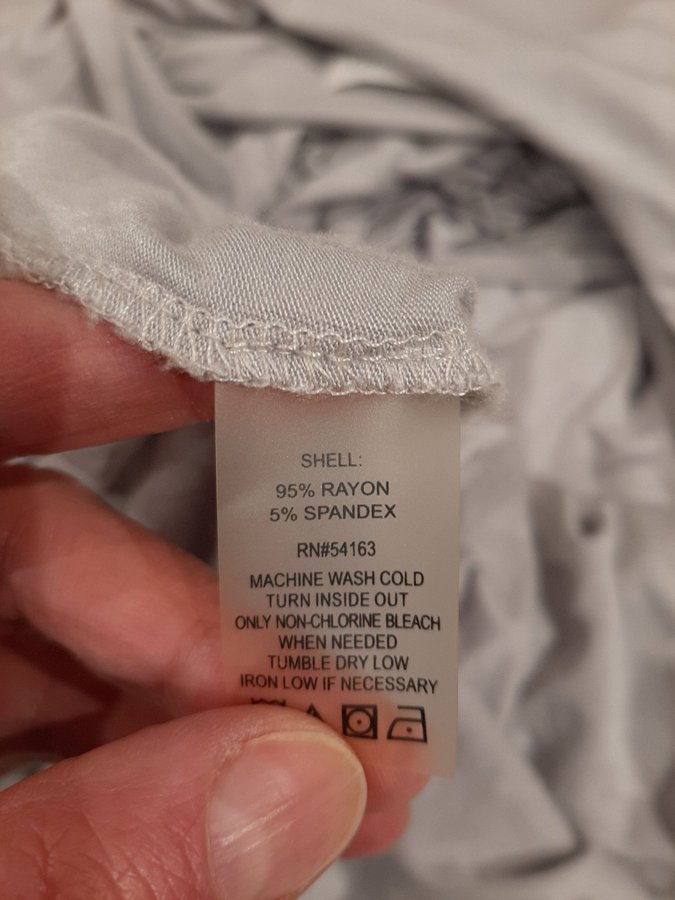 SHELL:
95% RAYON
5% SPANDEX
RN#54163
MACHINE WASH COLD
TURN INSIDE OUT
ONLY NON-CHLORINE BLEACH
WHEN NEEDED
TUMBLE DRY LOW
IRON LOW IF NECESSARY